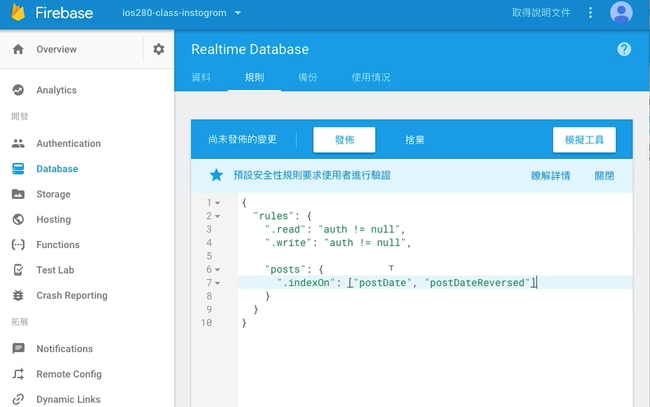 Firebase
ios280-class-instogrom
取得說明文件
Overview
Analytics
開發
Authentication
Database
Storage
Hosting
Functions
Test Lab
Crash Reporting
拓展
Notifications
Remote Config
Dynamic Links
Realtime Database
資料 規則 備份 使用情況
尚未發佈的變更 發佈 捨棄 模擬工具
預設安全性規則要求使用者進行驗證 瞭解詳情 關閉
1 {
2 "rules": {
3 ".read": "auth != null",
4 ".write": "auth != null",
5
6 "posts": {
7 ".indexOn": ["postDate", "postDateReversed"]
8 }
9 }
10 }